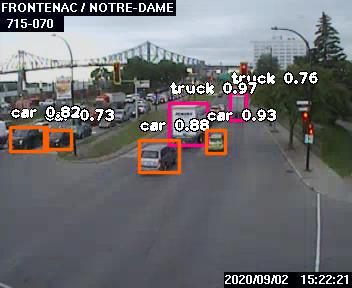 FRONTENAC / NOTRE-DAME
715-070
truck 0.76
truck 0.97
car 0.82
0.73
car 0.93
car 0.88
2020/09/02 15:22:21